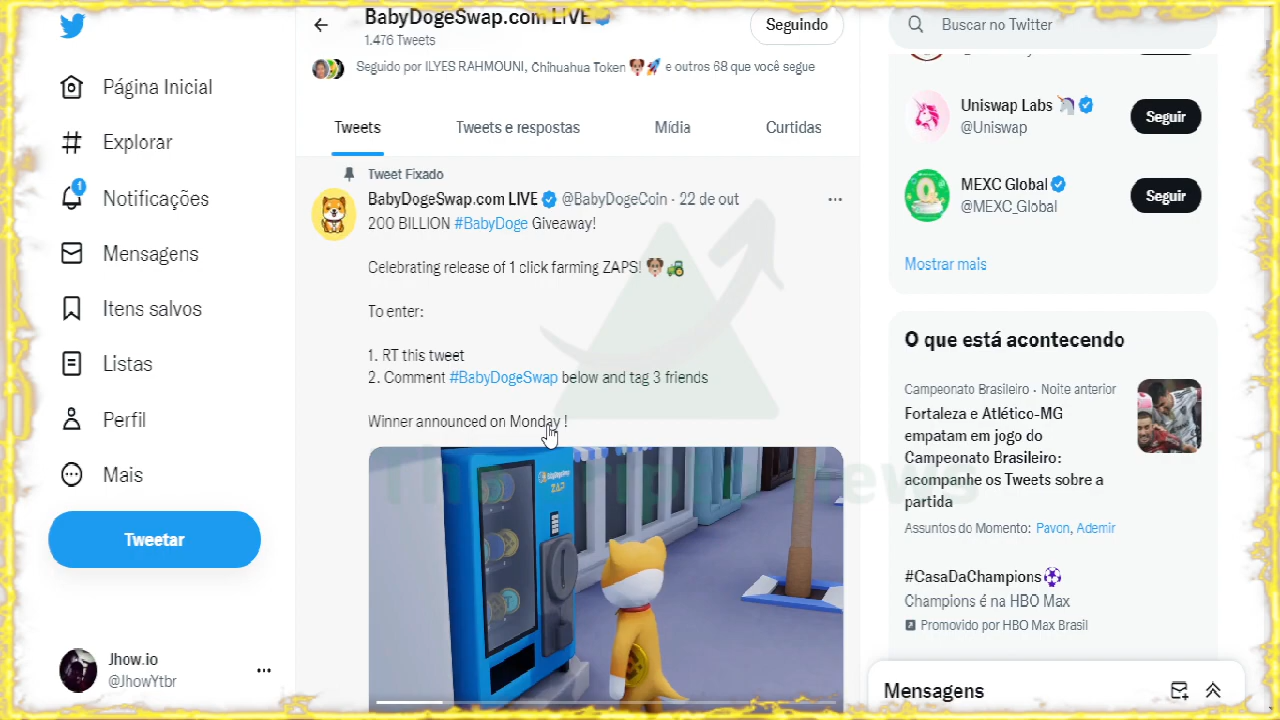 Página Inicial
Explorar
1
Notificações
Mensagens
Itens salvos
Listas
Perfil
Mais
Tweetar
Jhow.io
@JhowYtbr
BabyDogeSwap.com LIVE
1.476 Tweets
Seguindo
Seguido por ILYES RAHMOUNI, Chihuahua Token 🐶🚀 e outros 68 que você segue
Tweets
Tweets e respostas
Mídia
Curtidas
Tweet Fixado
BabyDogeSwap.com LIVE @BabyDogeCoin · 22 de out
200 BILLION #BabyDoge Giveaway!
Celebrating release of 1 click farming ZAPS! 🐶🚜
To enter:
1. RT this tweet
2. Comment #BabyDogeSwap below and tag 3 friends
Winner announced on Monday !
BabyDogeSwap
ZAP
Buscar no Twitter
Uniswap Labs 🦄
@Uniswap
Seguir
MEXC Global
@MEXC_Global
Seguir
Mostrar mais
O que está acontecendo
Campeonato Brasileiro · Noite anterior
Fortaleza e Atlético-MG
empatam em jogo do
Campeonato Brasileiro:
acompanhe os Tweets sobre a
partida
Assuntos do Momento: Pavon, Ademir
#CasaDaChampions⚽
Champions é na HBO Max
Promovido por HBO Max Brasil
Mensagens